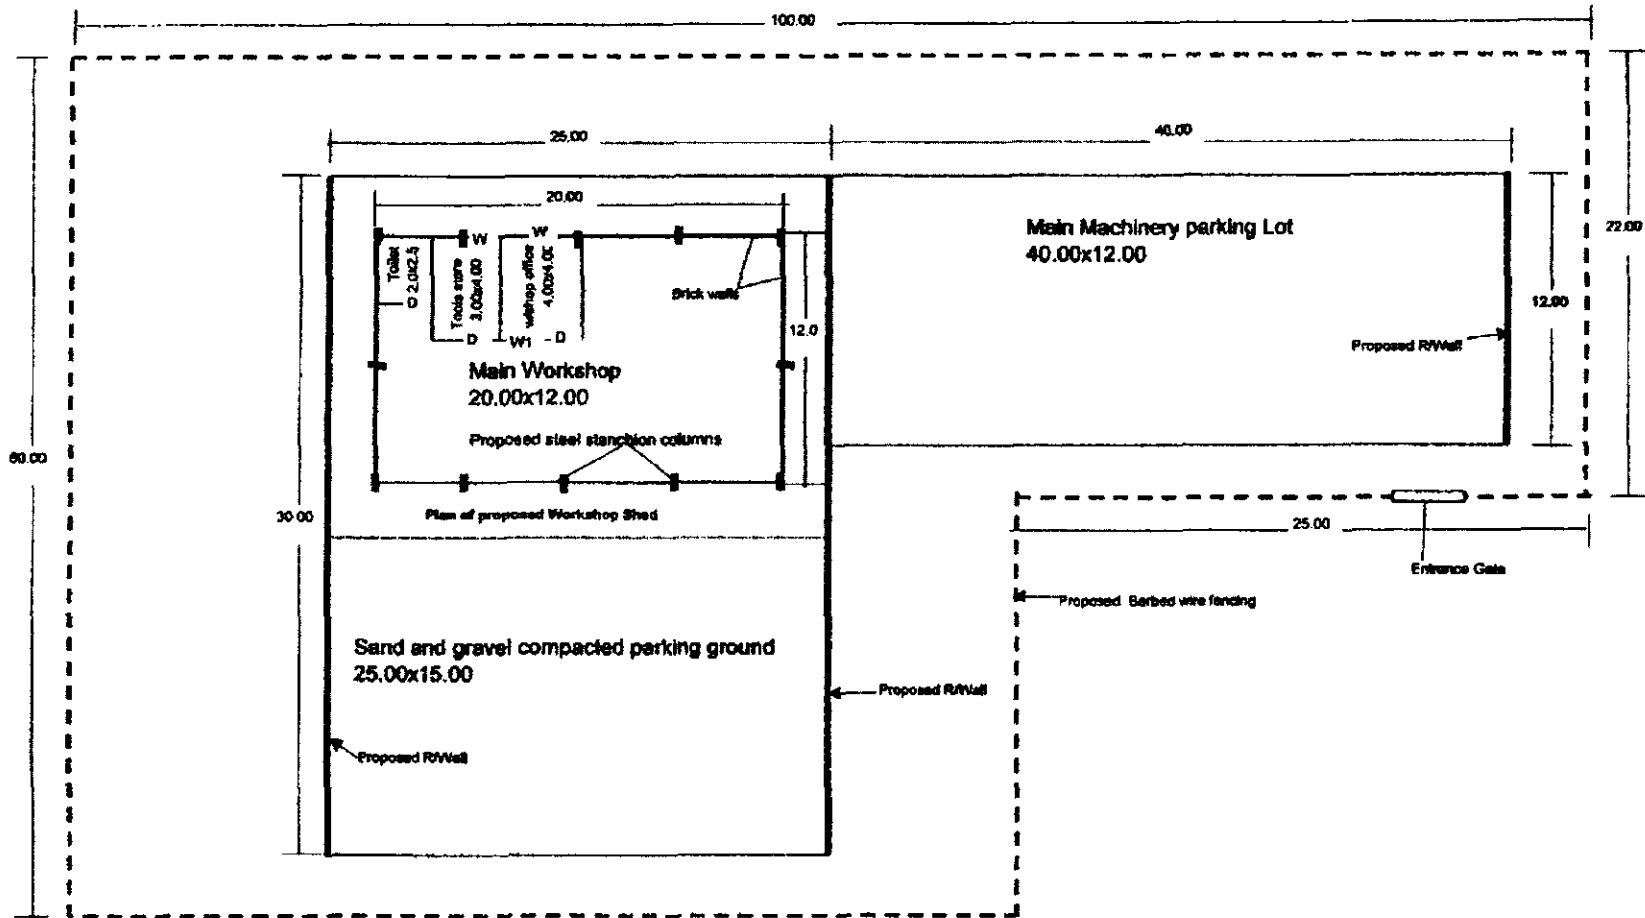 100.00
25.00
40.00
20.00
22.00
Main Machinery parking Lot
40.00x12.00
W
W
Toilet
2.0x2.5
D
Tools store
3.00x4.00
w/shop office
4.00x4.00
Brick walls
12.0
12.00
D
W1
D
Proposed R/Wall
Main Workshop
20.00x12.00
Proposed steel stanchion columns
60.00
30.00
Plan of proposed Workshop Shed
25.00
Entrance Gate
Proposed Barbed wire fencing
Sand and gravel compacted parking ground
25.00x15.00
Proposed R/Wall
Proposed R/Wall